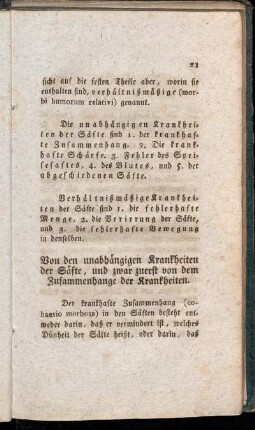 21
sicht auf die festen Theile aber, worin sie
enthalten sind, verhältnißmäßige (mor-
bi humorum relativi) genannt.
Die unabhängigen Krankhei-
ten der Säfte sind 1. der krankhaf-
te Zusammenhang. 2. Die krank-
hafte Schärfe. 3. Fehler des Spei-
sesaftes, 4. des Blutes, und 5. der
abgeschiedenen Säfte.
Verhältnißmäßige Krankhei-
ten der Säfte sind 1. die fehlerhafte
Menge, 2. die Verirrung der Säfte,
und 3. die fehlerhafte Bewegung
in denselben.
Von den unabhängigen Krankheiten
der Säfte, und zwar zuerst von dem
Zusammenhange der Krankheiten.
Der krankhafte Zusammenhang (co-
haesio morbosa) in den Säften besteht ent-
weder darin, daß er vermindert ist, welches
Dünheit der Säfte heißt, oder darin, daß